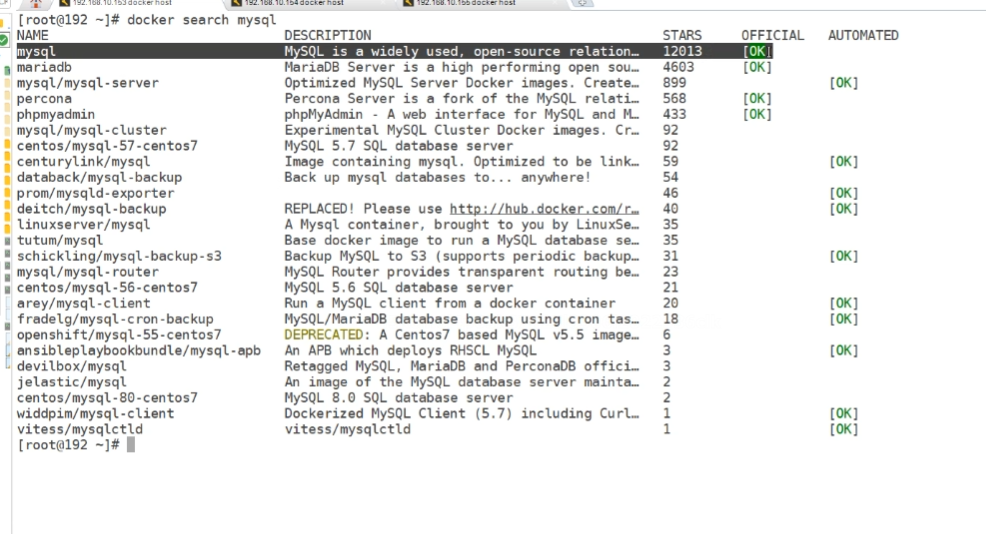 192.168.10.153 docker host 192.168.10.154 docker host 192.168.10.155 docker host
[root@192 ~]# docker search mysql
NAME DESCRIPTION STARS OFFICIAL AUTOMATED
mysql MySQL is a widely used, open-source relation… 12013 [OK]
mariadb MariaDB Server is a high performing open sou… 4603 [OK]
mysql/mysql-server Optimized MySQL Server Docker images. Create… 899 [OK]
percona Percona Server is a fork of the MySQL relati… 568 [OK]
phpmyadmin phpMyAdmin - A web interface for MySQL and M… 433 [OK]
mysql/mysql-cluster Experimental MySQL Cluster Docker images. Cr… 92
centos/mysql-57-centos7 MySQL 5.7 SQL database server 92
centurylink/mysql Image containing mysql. Optimized to be link… 59 [OK]
databack/mysql-backup Back up mysql databases to... anywhere! 54
prom/mysqld-exporter 46 [OK]
deitch/mysql-backup REPLACED! Please use http://hub.docker.com/r… 40 [OK]
linuxserver/mysql A Mysql container, brought to you by LinuxSe… 35
tutum/mysql Base docker image to run a MySQL database se… 35
schickling/mysql-backup-s3 Backup MySQL to S3 (supports periodic backup… 31 [OK]
mysql/mysql-router MySQL Router provides transparent routing be… 23
centos/mysql-56-centos7 MySQL 5.6 SQL database server 21
arey/mysql-client Run a MySQL client from a docker container 20 [OK]
fradelg/mysql-cron-backup MySQL/MariaDB database backup using cron tas… 18 [OK]
openshift/mysql-55-centos7 DEPRECATED: A Centos7 based MySQL v5.5 image… 6
ansibleplaybookbundle/mysql-apb An APB which deploys RHSCL MySQL 3 [OK]
devilbox/mysql Retagged MySQL, MariaDB and PerconaDB offici… 3
jelastic/mysql An image of the MySQL database server mainta… 2
centos/mysql-80-centos7 MySQL 8.0 SQL database server 2
widdpim/mysql-client Dockerized MySQL Client (5.7) including Curl… 1 [OK]
vitess/mysqlctld vitess/mysqlctld 1 [OK]
[root@192 ~]#